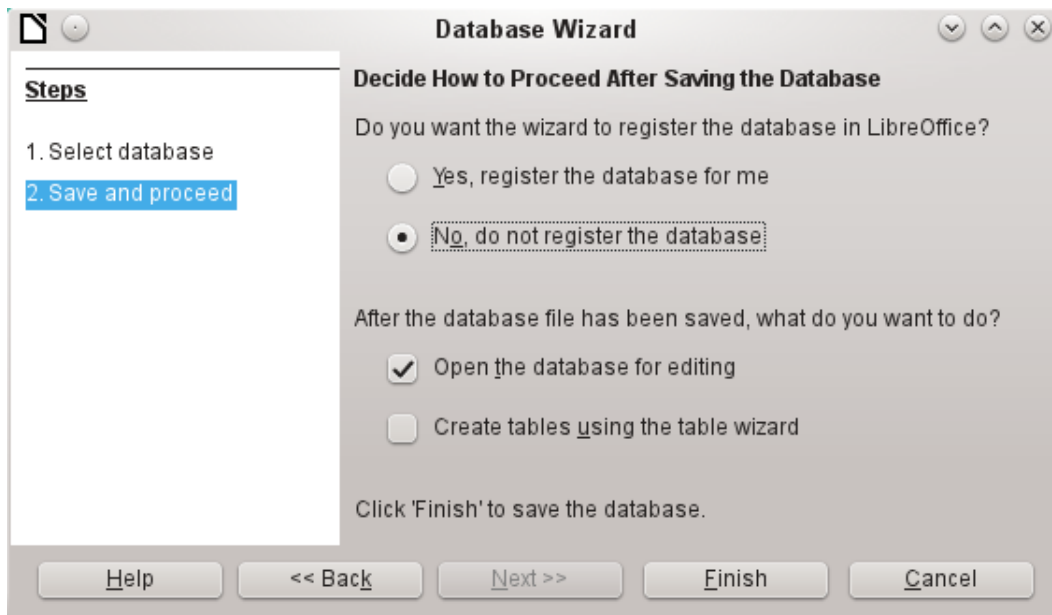 Database Wizard
Steps
1. Select database
2. Save and proceed
Decide How to Proceed After Saving the Database
Do you want the wizard to register the database in LibreOffice?
Yes, register the database for me
No, do not register the database
After the database file has been saved, what do you want to do?
Open the database for editing
Create tables using the table wizard
Click 'Finish' to save the database.
Help
<< Back
Next >>
Finish
Cancel